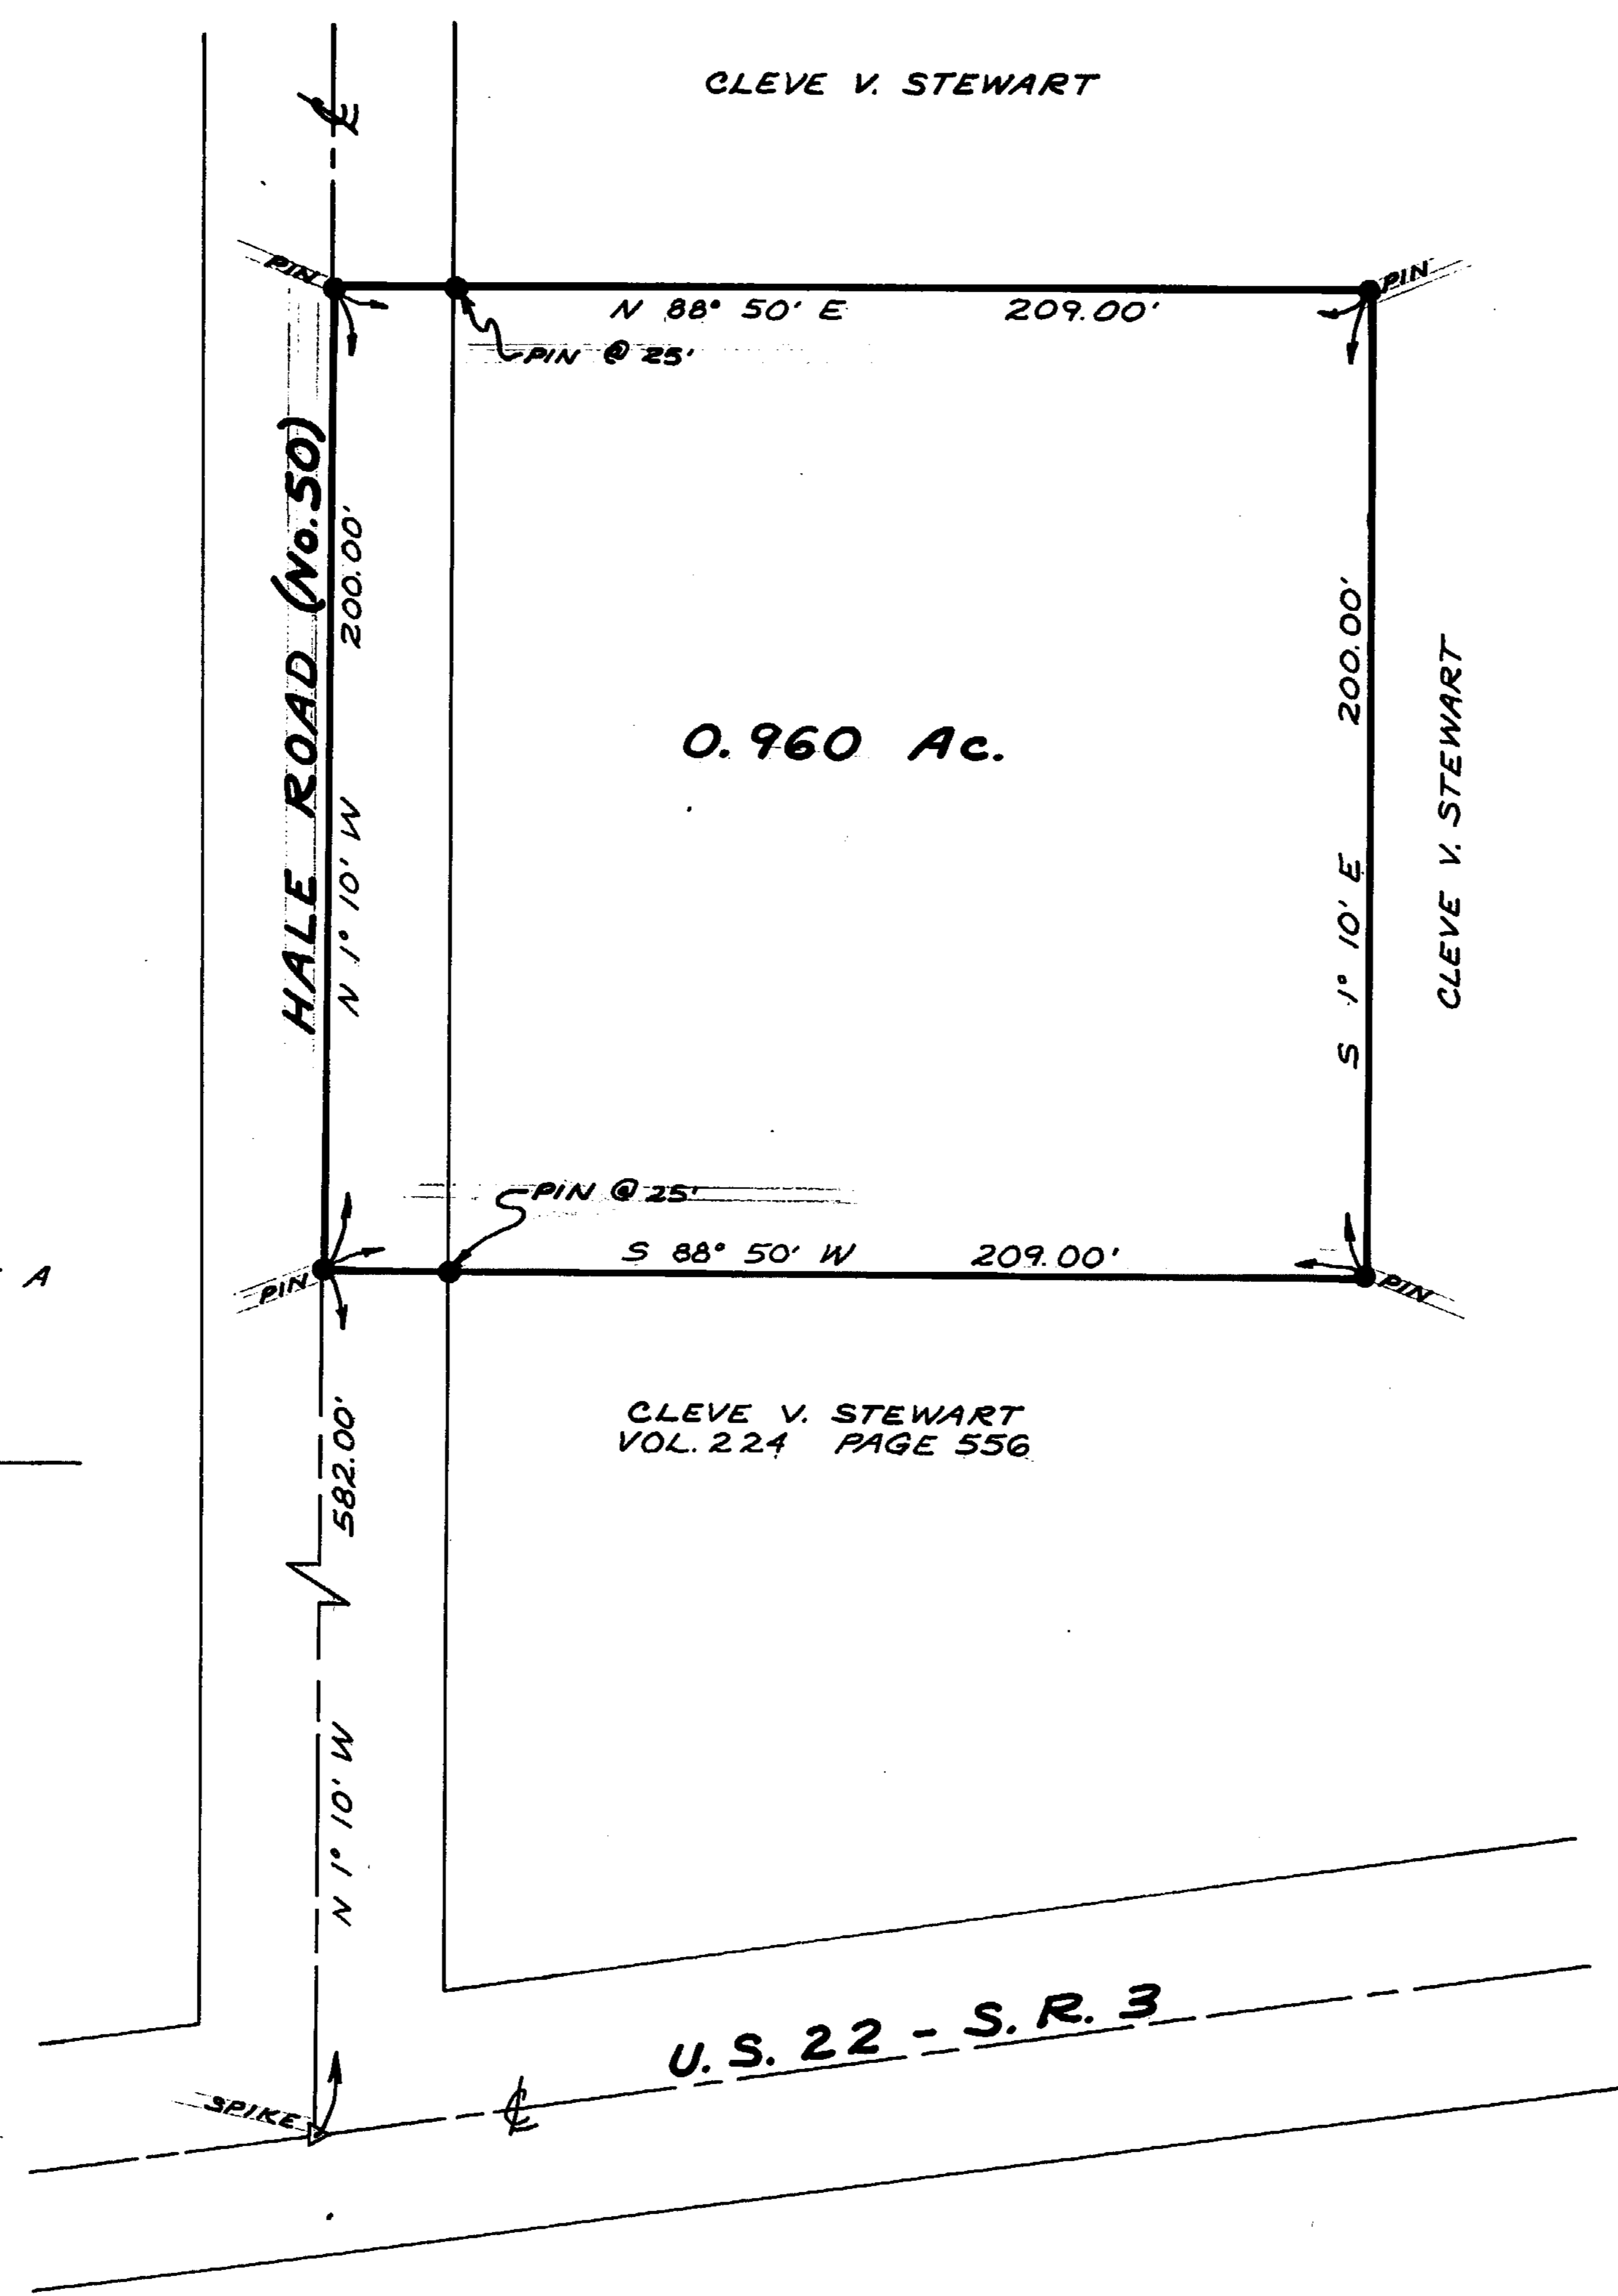 CLEVE V. STEWART
℄
PIN
PIN
N 88° 50' E 209.00'
PIN @ 25'
HALE ROAD (No.50)
N 1° 10' W 200.00'
0.960 Ac.
S 1° 10' E 200.00'
CLEVE V. STEWART
PIN @ 25'
S 88° 50' W 209.00'
A
PIN
PIN
CLEVE V. STEWART
VOL. 224 PAGE 556
N 1° 10' W 582.00'
U.S. 22 - S.R. 3
SPIKE
℄